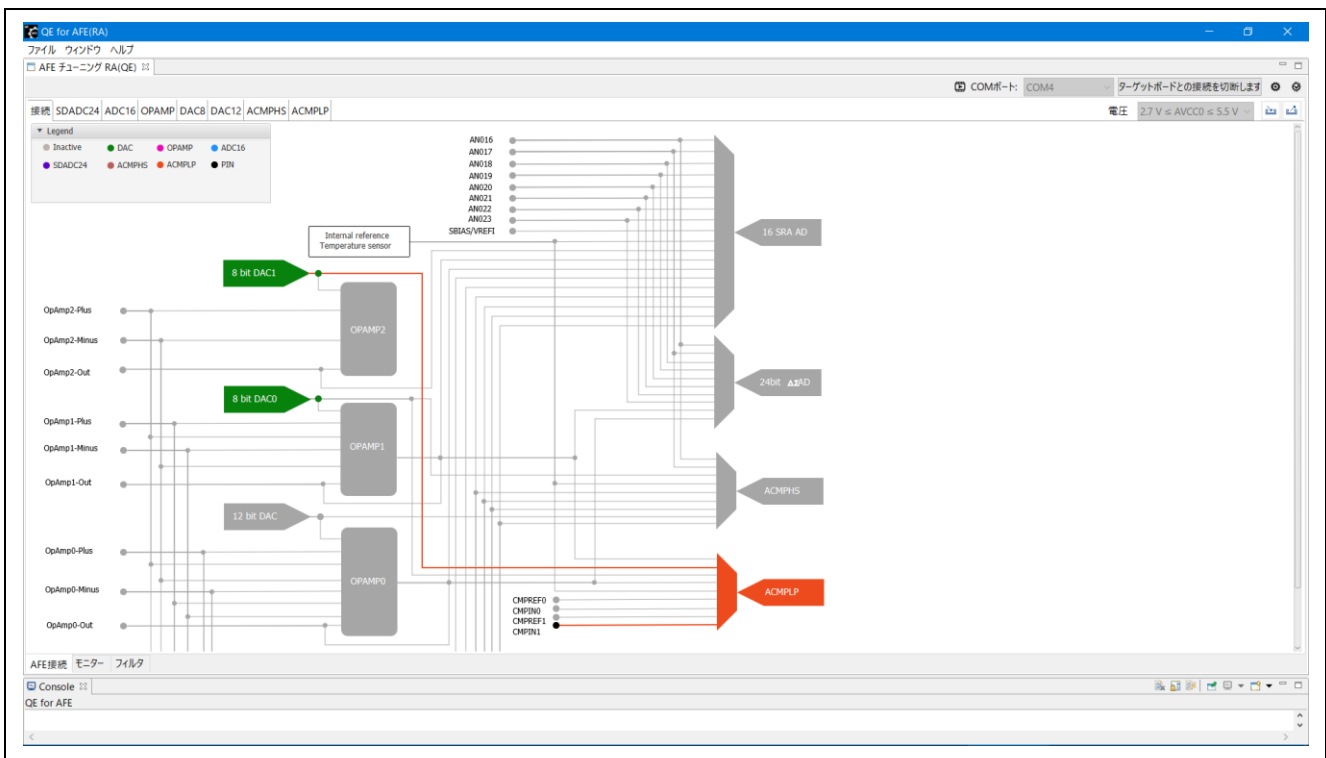 QE for AFE(RA)
ファイル ウィンドウ ヘルプ
AFE チューニング RA(QE)
COMポート: COM4 ターゲットボードとの接続を切断します
接続 SDADC24 ADC16 OPAMP DAC8 DAC12 ACMPHS ACMPLP
電圧 2.7 V ≤ AVCC0 ≤ 5.5 V
Legend
Inactive DAC OPAMP ADC16
SDADC24 ACMPHS ACMPLP PIN
AN016
AN017
AN018
AN019
AN020
AN021
AN022
AN023
SBIAS/VREFI
16 SRA AD
Internal reference
Temperature sensor
8 bit DAC1
OpAmp2-Plus
OPAMP2
OpAmp2-Minus
OpAmp2-Out
24bit ΔΣAD
8 bit DAC0
OpAmp1-Plus
OpAmp1-Minus
OPAMP1
OpAmp1-Out
ACMPHS
12 bit DAC
OpAmp0-Plus
OPAMP0
OpAmp0-Minus
ACMPLP
CMPREF0
CMPIN0
CMPREF1
CMPIN1
OpAmp0-Out
AFE接続 モニター フィルタ
Console
QE for AFE